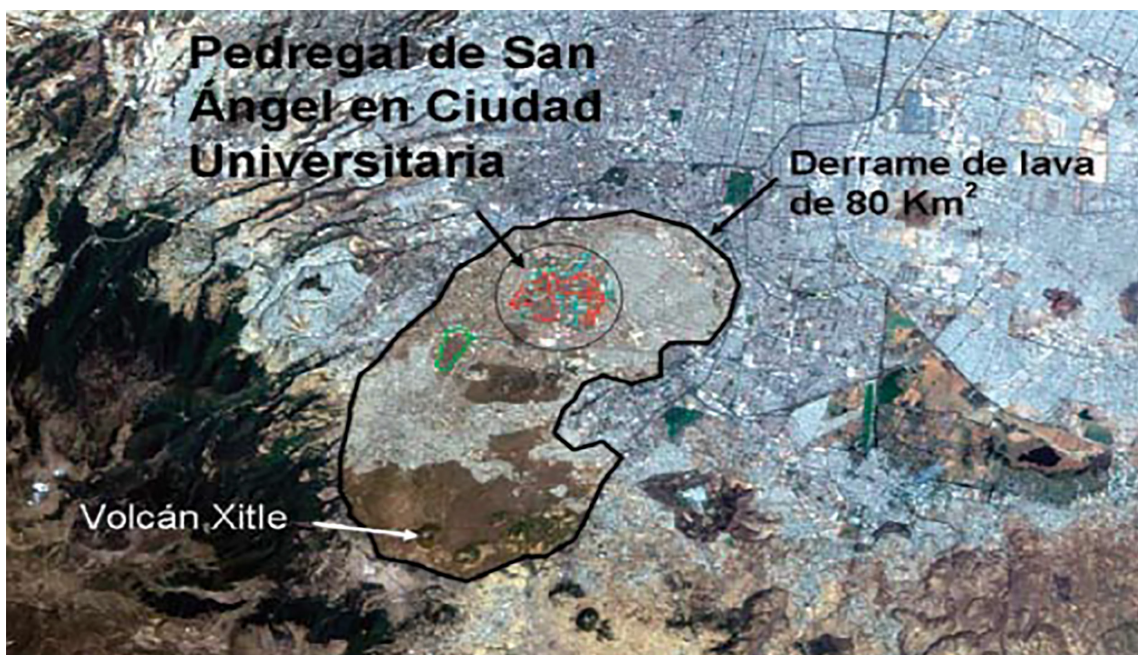 Pedregal de San
Ángel en Ciudad
Universitaria
Derrame de lava
de 80 Km²
Volcán Xitle